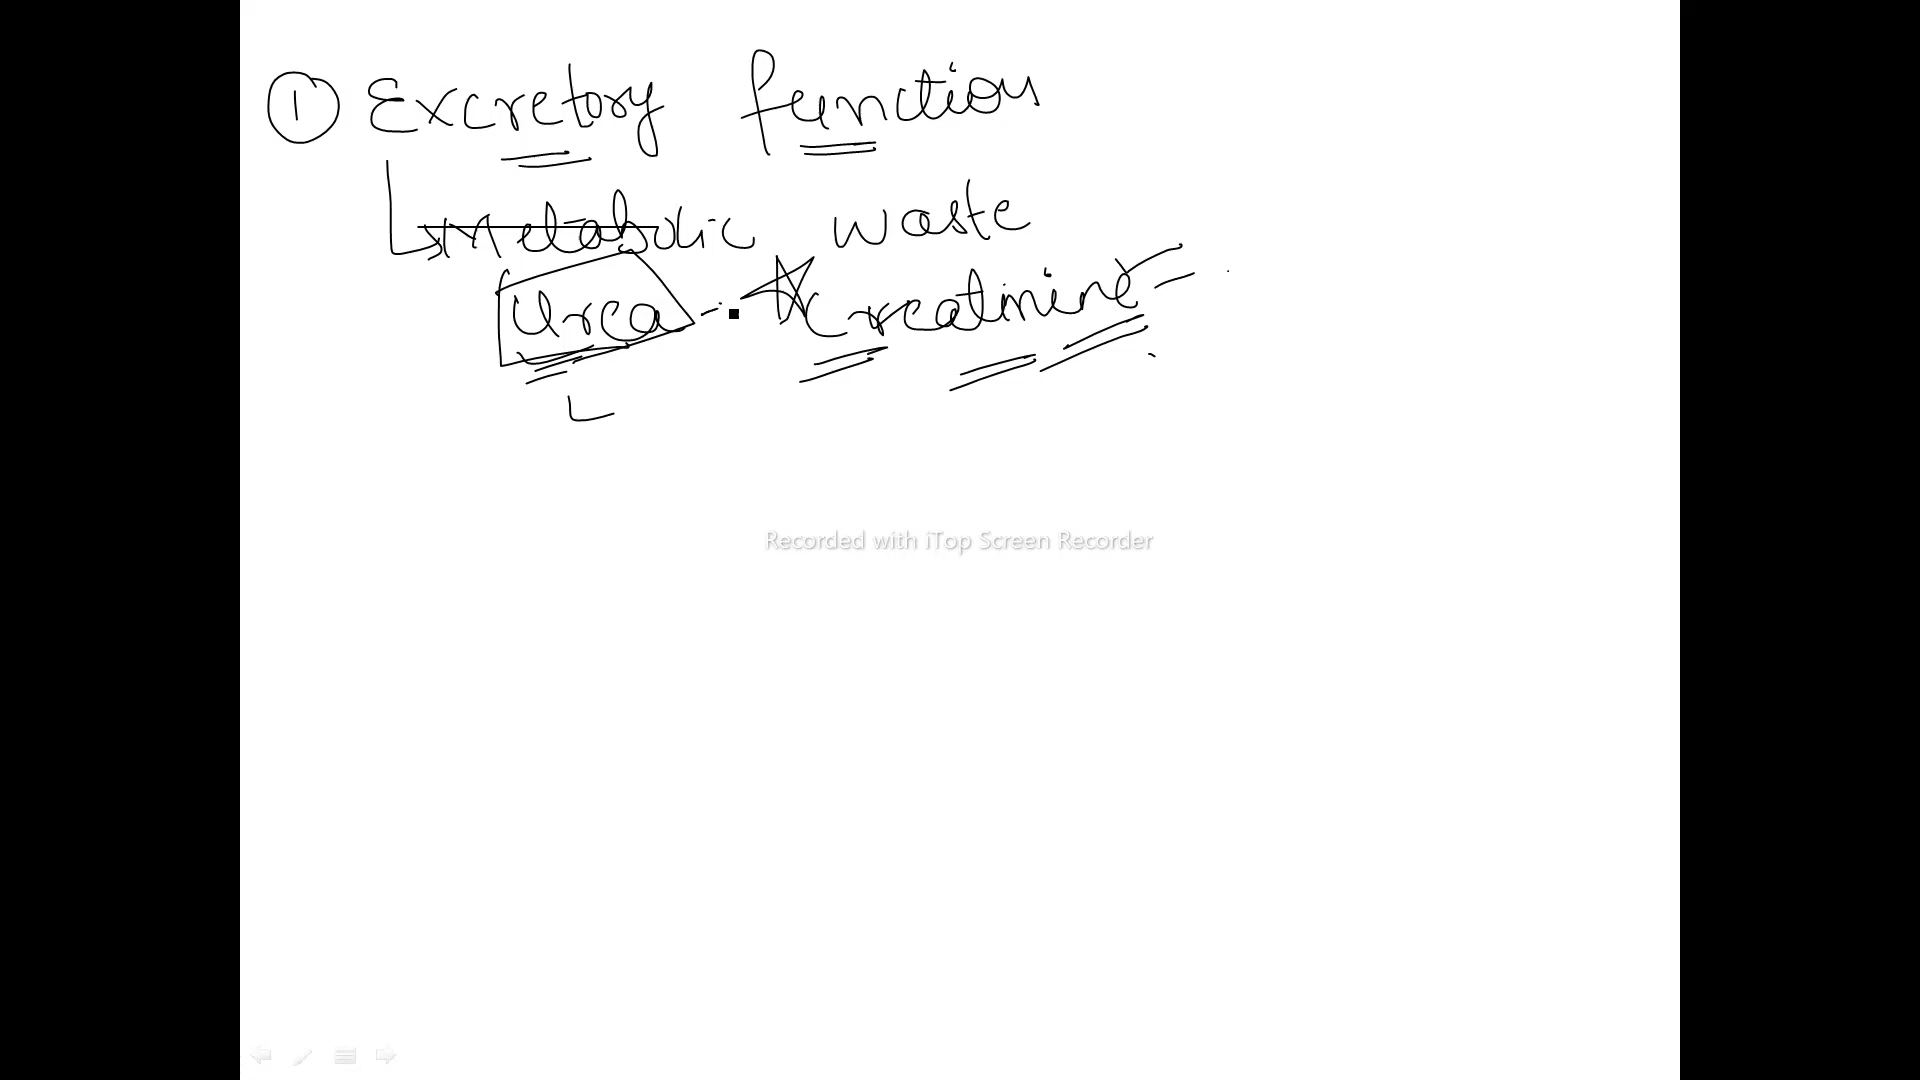 ① Excretory function
Metabolic waste
Urea Creatinine
Recorded with iTop Screen Recorder